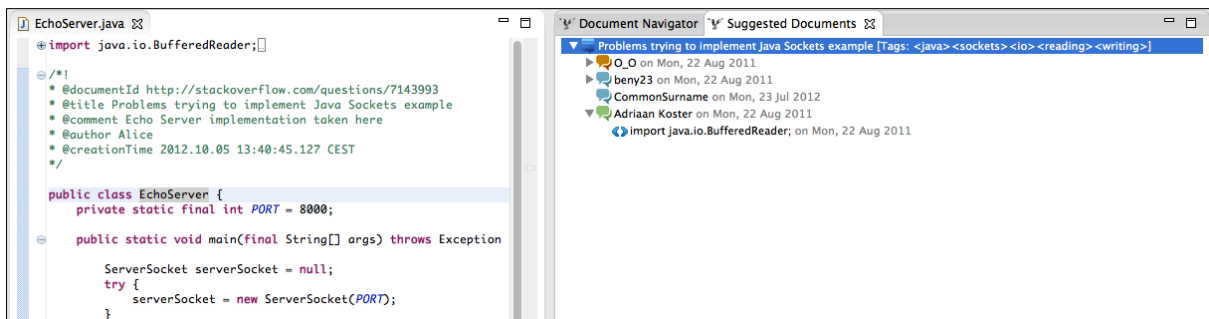 EchoServer.java
import java.io.BufferedReader;
/*!
* @documentId http://stackoverflow.com/questions/7143993
* @title Problems trying to implement Java Sockets example
* @comment Echo Server implementation taken here
* @author Alice
* @creationTime 2012.10.05 13:40:45.127 CEST
*/
public class EchoServer {
private static final int PORT = 8000;
public static void main(final String[] args) throws Exception
ServerSocket serverSocket = null;
try {
serverSocket = new ServerSocket(PORT);
}
Document Navigator Suggested Documents
Problems trying to implement Java Sockets example [Tags: <java><sockets><io><reading><writing>]
O_O on Mon, 22 Aug 2011
beny23 on Mon, 22 Aug 2011
CommonSurname on Mon, 23 Jul 2012
Adriaan Koster on Mon, 22 Aug 2011
import java.io.BufferedReader; on Mon, 22 Aug 2011